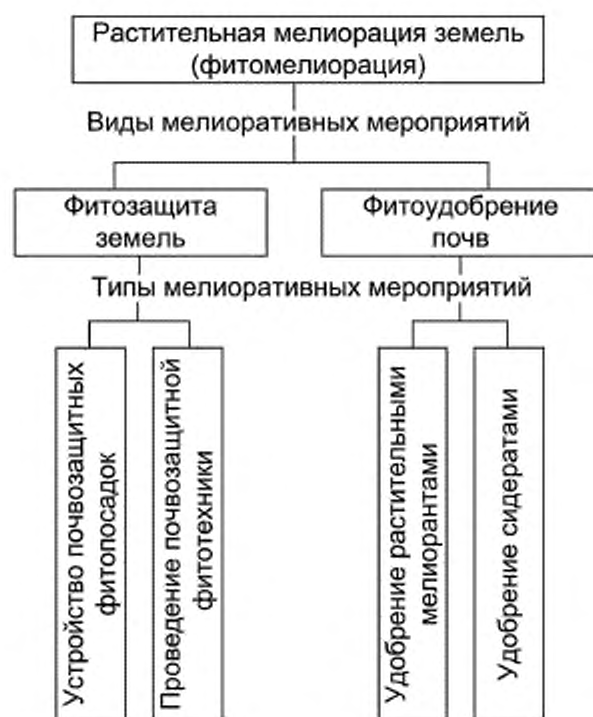 Растительная мелиорация земель
(фитомелиорация)
Виды мелиоративных мероприятий
Фитозащита
земель
Фитоудобрение
почв
Типы мелиоративных мероприятий
Устройство почвозащитных
фитопосадок
Проведение почвозащитной
фитотехники
Удобрение растительными
мелиорантами
Удобрение сидератами